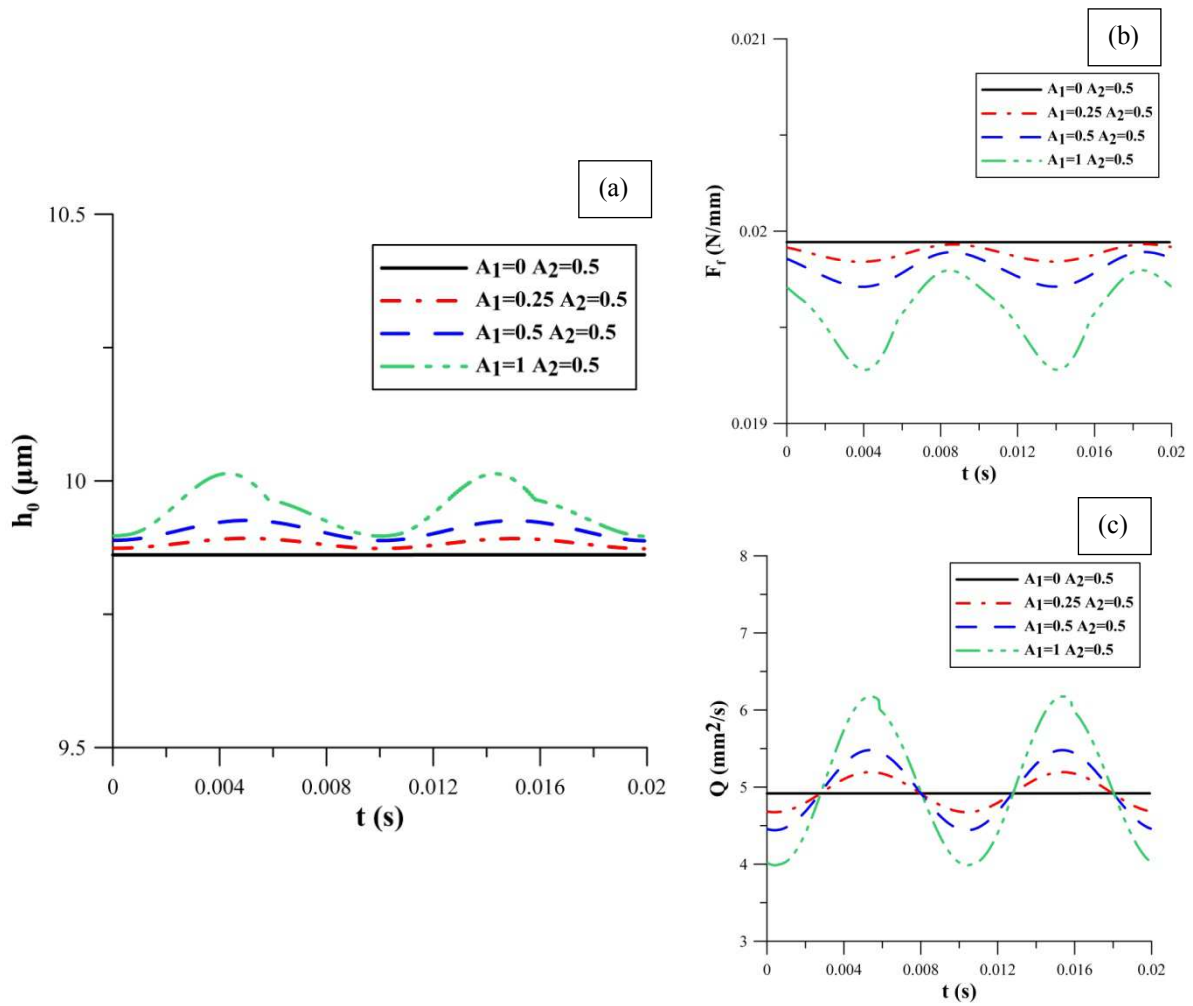 (a)
10.5
A1=0 A2=0.5
A1=0.25 A2=0.5
A1=0.5 A2=0.5
A1=1 A2=0.5
h0 (μm)
10
9.5
0 0.004 0.008 0.012 0.016 0.02
t (s)
(b)
0.021
A1=0 A2=0.5
A1=0.25 A2=0.5
A1=0.5 A2=0.5
A1=1 A2=0.5
Ff (N/mm)
0.02
0.019
0 0.004 0.008 0.012 0.016 0.02
t (s)
(c)
8
A1=0 A2=0.5
A1=0.25 A2=0.5
A1=0.5 A2=0.5
A1=1 A2=0.5
7
Q (mm2/s)
6
5
4
3
0 0.004 0.008 0.012 0.016 0.02
t (s)